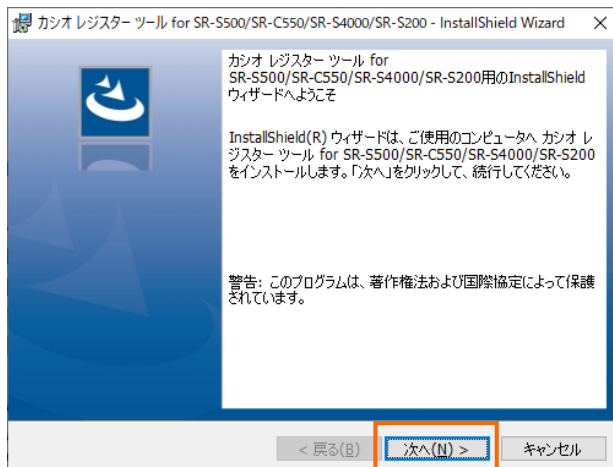 カシオ レジスター ツール for SR-S500/SR-C550/SR-S4000/SR-S200 - InstallShield Wizard
カシオ レジスター ツール for
SR-S500/SR-C550/SR-S4000/SR-S200用のInstallShield
ウィザードへようこそ
InstallShield(R) ウィザードは、ご使用のコンピュータへ カシオ レ
ジスター ツール for SR-S500/SR-C550/SR-S4000/SR-S200
をインストールします。「次へ」をクリックして、続行してください。
警告: このプログラムは、著作権法および国際協定によって保護
されています。
< 戻る(B)
次へ(N) >
キャンセル